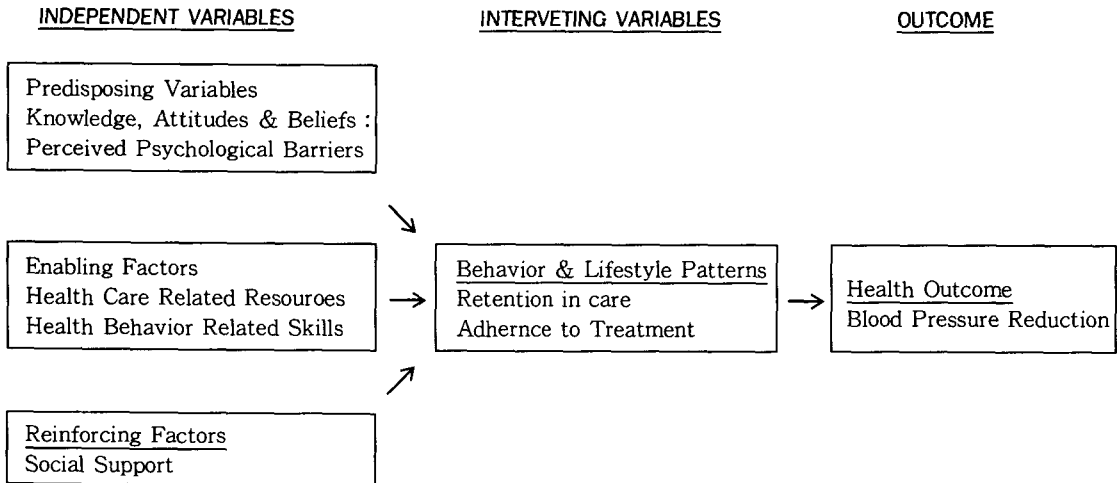 INDEPENDENT VARIABLES
INTERVETING VARIABLES
OUTCOME
Predisposing Variables
Knowledge, Attitudes & Beliefs :
Perceived Psychological Barriers
Enabling Factors
Health Care Related Resouroes
Health Behavior Related Skills
Reinforcing Factors
Social Support
Behavior & Lifestyle Patterns
Retention in care
Adhernce to Treatment
Health Outcome
Blood Pressure Reduction